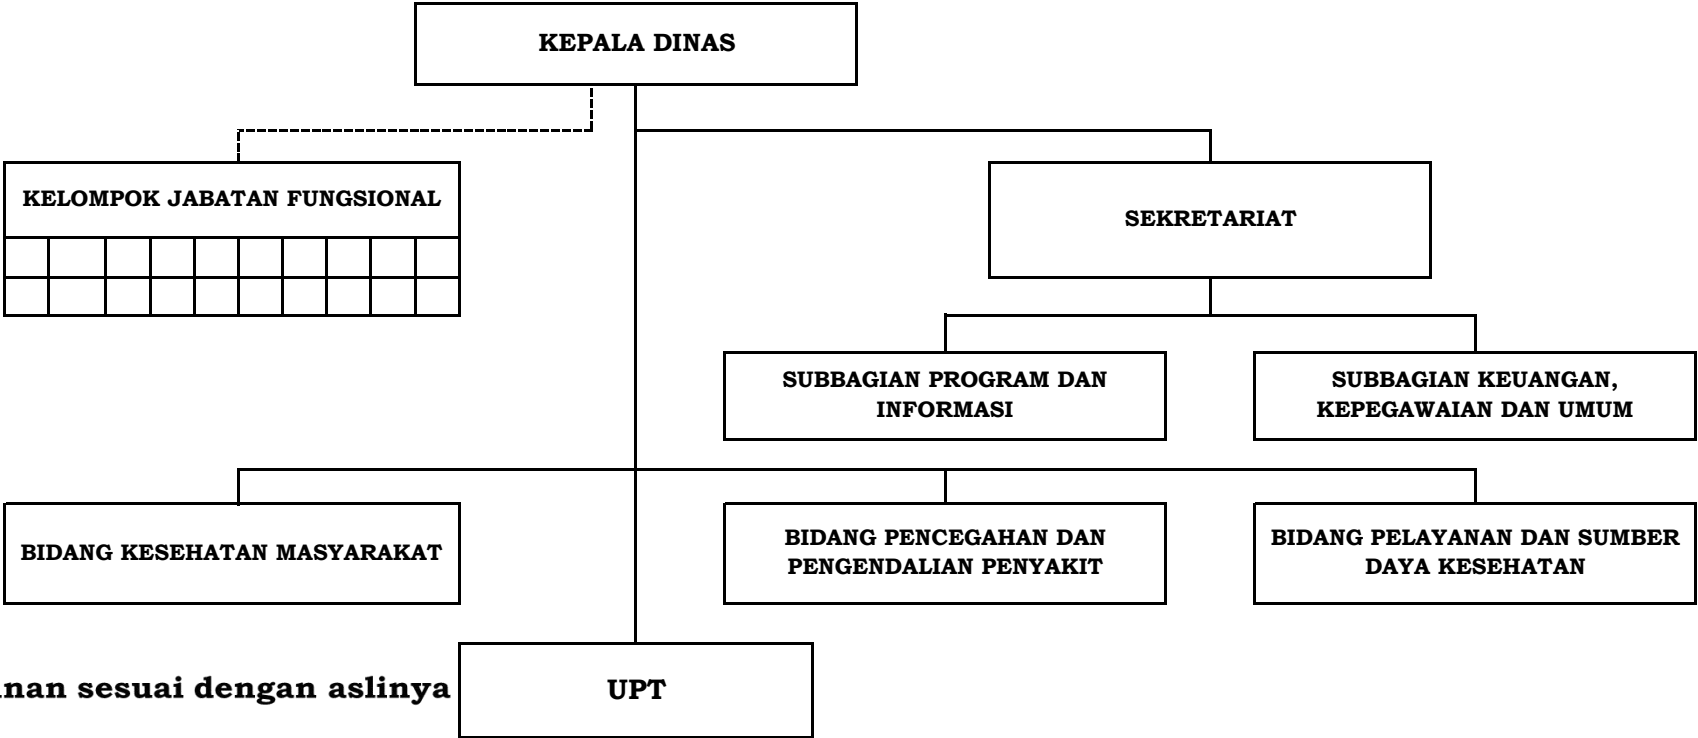 KEPALA DINAS
KELOMPOK JABATAN FUNGSIONAL
SEKRETARIAT
SUBBAGIAN PROGRAM DAN
INFORMASI
SUBBAGIAN KEUANGAN,
KEPEGAWAIAN DAN UMUM
BIDANG KESEHATAN MASYARAKAT
BIDANG PENCEGAHAN DAN
PENGENDALIAN PENYAKIT
BIDANG PELAYANAN DAN SUMBER
DAYA KESEHATAN
sesuai dengan aslinya
UPT